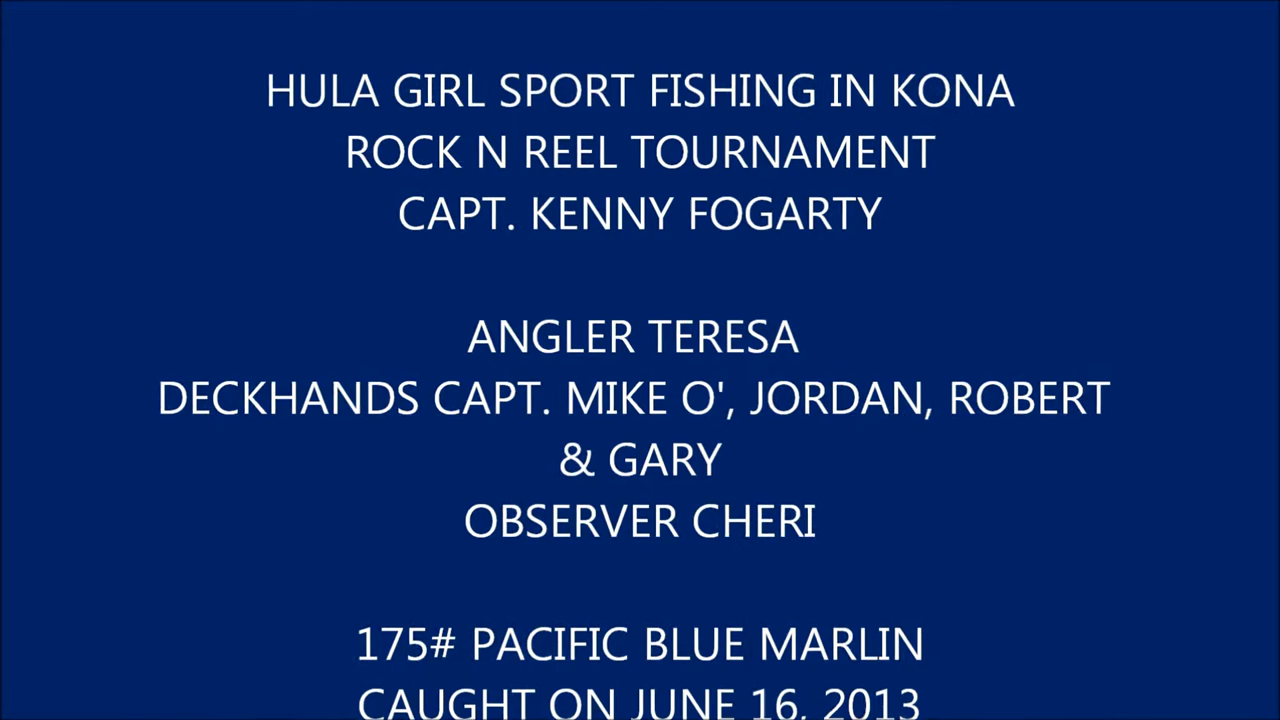 HULA GIRL SPORT FISHING IN KONA
ROCK N REEL TOURNAMENT
CAPT. KENNY FOGARTY
ANGLER TERESA
DECKHANDS CAPT. MIKE O', JORDAN, ROBERT
& GARY
OBSERVER CHERI
175# PACIFIC BLUE MARLIN
CAUGHT ON JUNE 16, 2013